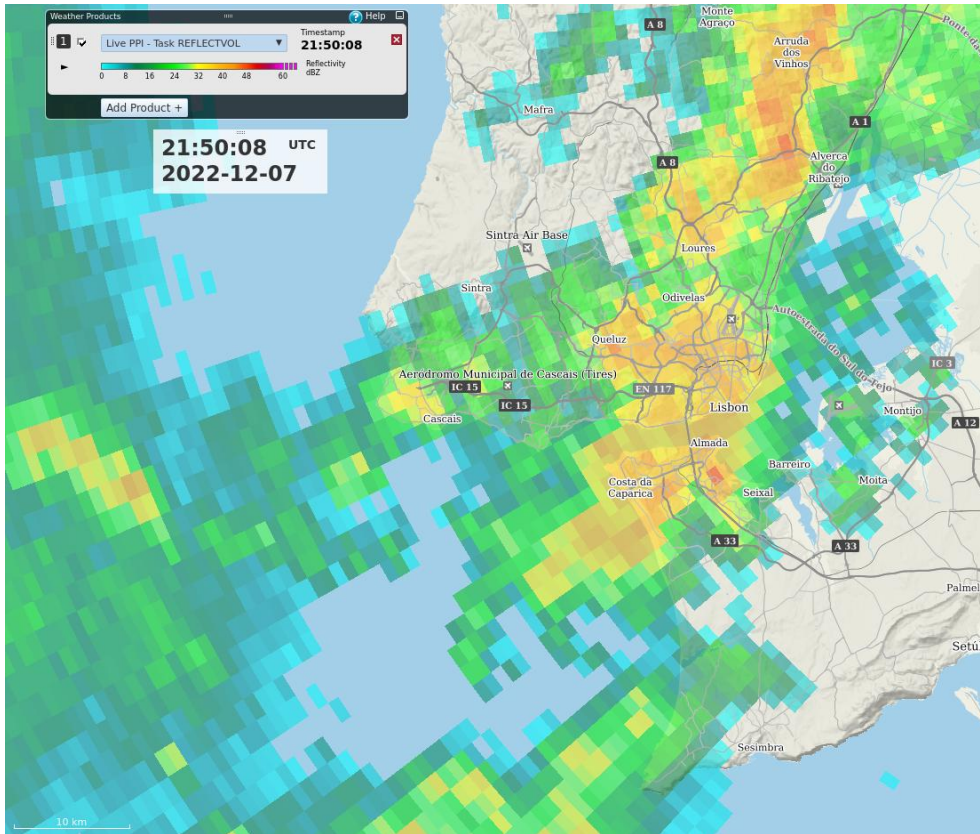 Weather Products
? Help
1
Live PPI - Task REFLECTVOL
Timestamp
21:50:08
0 8 16 24 32 40 48 60
Reflectivity
dBZ
Add Product +
21:50:08 UTC
2022-12-07
Monte
Agraço
A 8
Arruda
dos
Vinhos
Mafra
A 1
A 8
Alverca
do
Ribatejo
Sintra Air Base
Loures
Sintra
Odivelas
Queluz
Autoestrada do Sul do Tejo
IC 3
Aeródromo Municipal de Cascais (Tires)
IC 15
EN 117
IC 15
Lisbon
Montijo
Cascais
A 12
Almada
Barreiro
Costa da
Caparica
Seixal
Moita
A 33
A 33
Palmel
Setú
Sesimbra
10 km